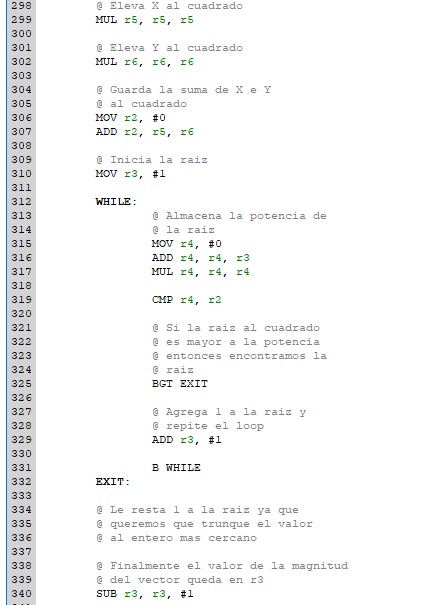 298 @ Eleva X al cuadrado
299 MUL r5, r5, r5
300
301 @ Eleva Y al cuadrado
302 MUL r6, r6, r6
303
304 @ Guarda la suma de X e Y
305 @ al cuadrado
306 MOV r2, #0
307 ADD r2, r5, r6
308
309 @ Inicia la raiz
310 MOV r3, #1
311
312 WHILE:
313 @ Almacena la potencia de
314 @ la raiz
315 MOV r4, #0
316 ADD r4, r4, r3
317 MUL r4, r4, r4
318
319 CMP r4, r2
320
321 @ Si la raiz al cuadrado
322 @ es mayor a la potencia
323 @ entonces encontramos la
324 @ raiz
325 BGT EXIT
326
327 @ Agrega 1 a la raiz y
328 @ repite el loop
329 ADD r3, #1
330
331 B WHILE
332 EXIT:
333
334 @ Le resta 1 a la raiz ya que
335 @ queremos que trunque el valor
336 @ al entero mas cercano
337
338 @ Finalmente el valor de la magnitud
339 @ del vector queda en r3
340 SUB r3, r3, #1